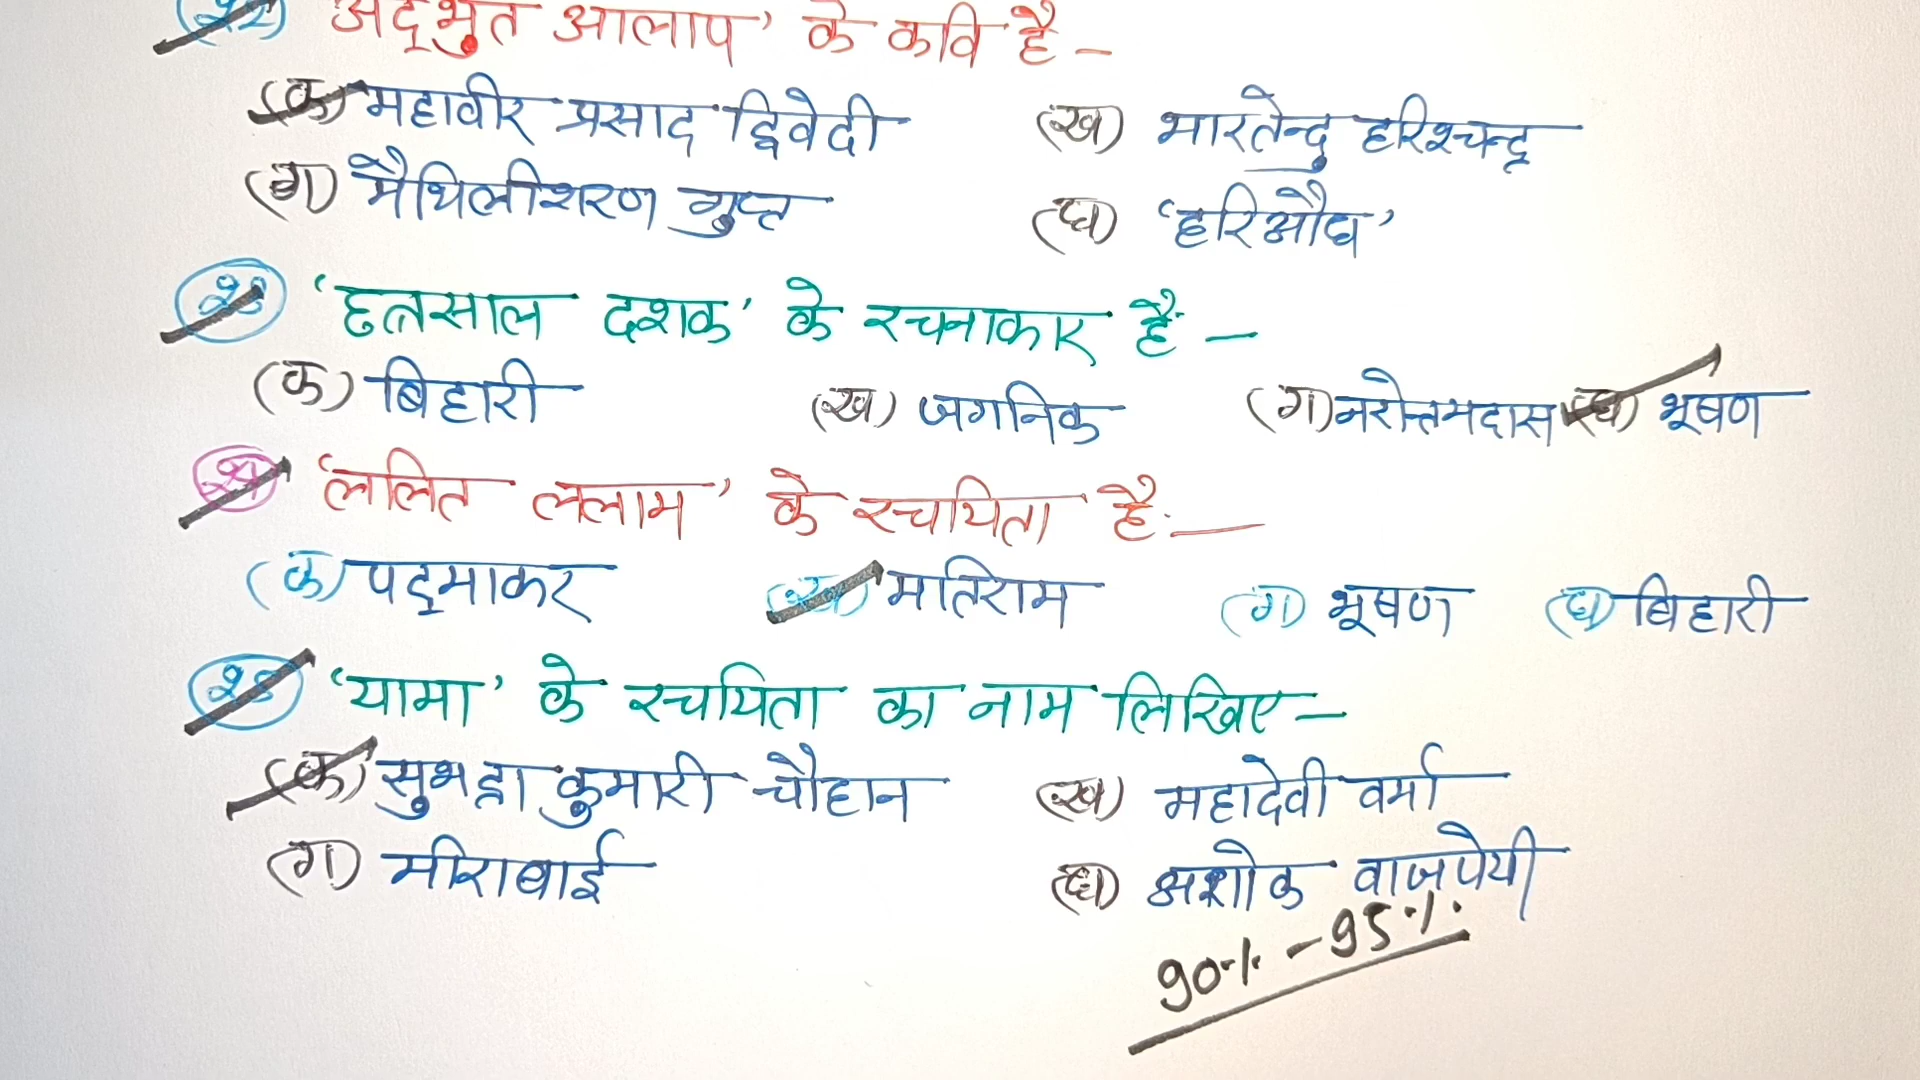 अद्भुत आलाप' के कवि है -
(क) महावीर प्रसाद द्विवेदी (ख) भारतेन्दु हरिश्चन्द्र
(ग) मैथिलीशरण गुप्त (घ) 'हरिऔध'
'छत्रसाल दशक' के रचनाकार हैं -
(क) बिहारी (ख) जगनिक (ग) नरोत्तमदास (घ) भूषण
'ललित ललाम' के रचयिता हैं -
(क) पद्माकर (ख) मतिराम (ग) भूषण (घ) बिहारी
'यामा' के रचयिता का नाम लिखिए -
(क) सुभद्रा कुमारी चौहान (ख) महादेवी वर्मा
(ग) मीराबाई (घ) अशोक वाजपेयी
90% - 95%